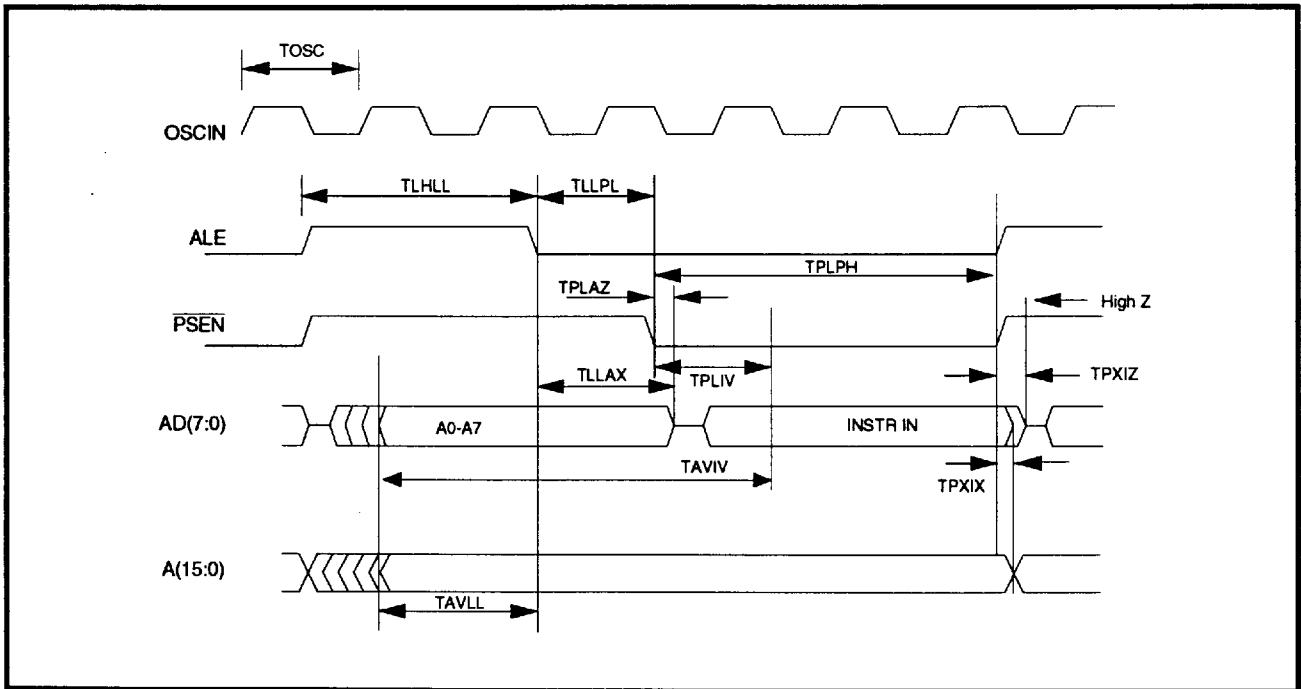 TOSC
OSCIN
TLHLL
TLLPL
ALE
TPLPH
TPLAZ
High Z
PSEN
TLLAX
TPLIV
TPXIZ
AD(7:0)
A0-A7
INSTR IN
TAVIV
TPXIX
A(15:0)
TAVLL